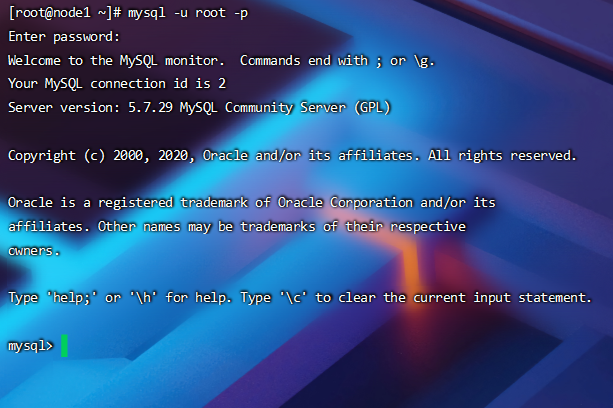 [root@node1 ~]# mysql -u root -p
Enter password:
Welcome to the MySQL monitor.  Commands end with ; or \g.
Your MySQL connection id is 2
Server version: 5.7.29 MySQL Community Server (GPL)
Copyright (c) 2000, 2020, Oracle and/or its affiliates. All rights reserved.
Oracle is a registered trademark of Oracle Corporation and/or its
affiliates. Other names may be trademarks of their respective
owners.
Type 'help;' or '\h' for help. Type '\c' to clear the current input statement.
mysql>